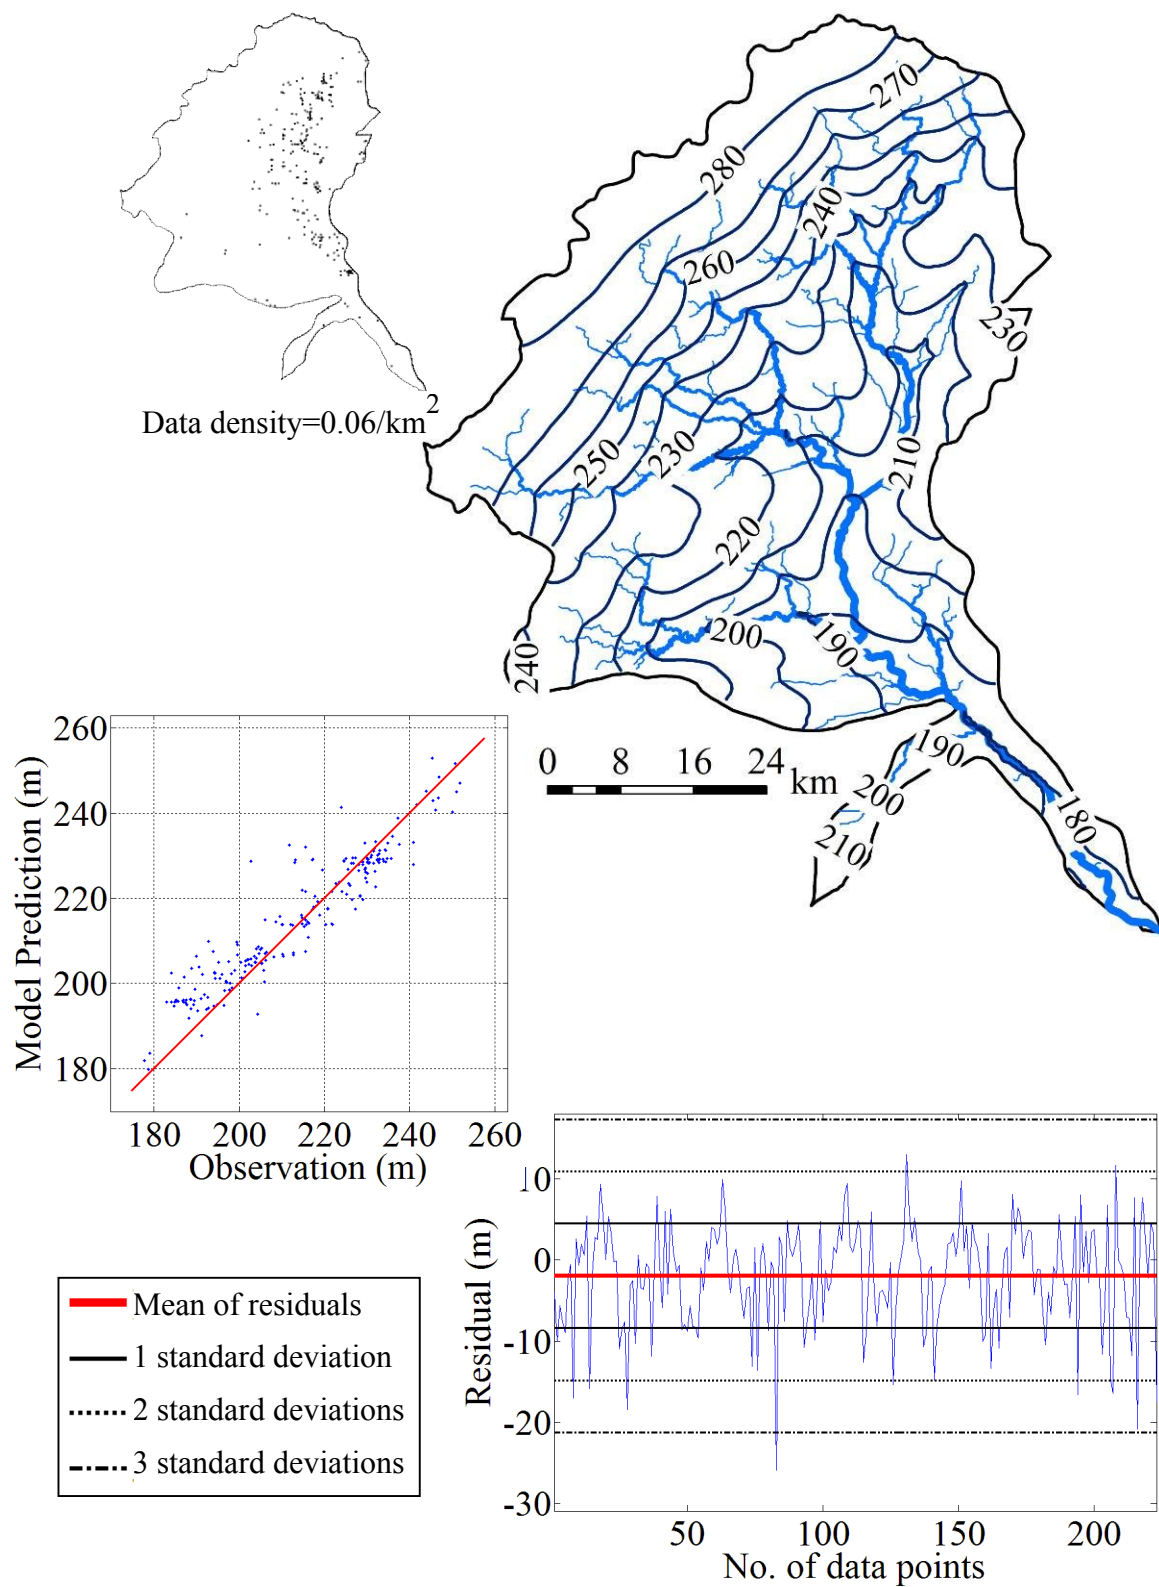 Data density=0.06/km2
270
280
240
260
230
250
230
210
220
200
190
240
190
200
210
180
0 8 16 24 km
260
240
220
200
180
Model Prediction (m)
180 200 220 240 260
Observation (m)
10
0
-10
-20
-30
Residual (m)
50 100 150 200
No. of data points
Mean of residuals
1 standard deviation
2 standard deviations
3 standard deviations